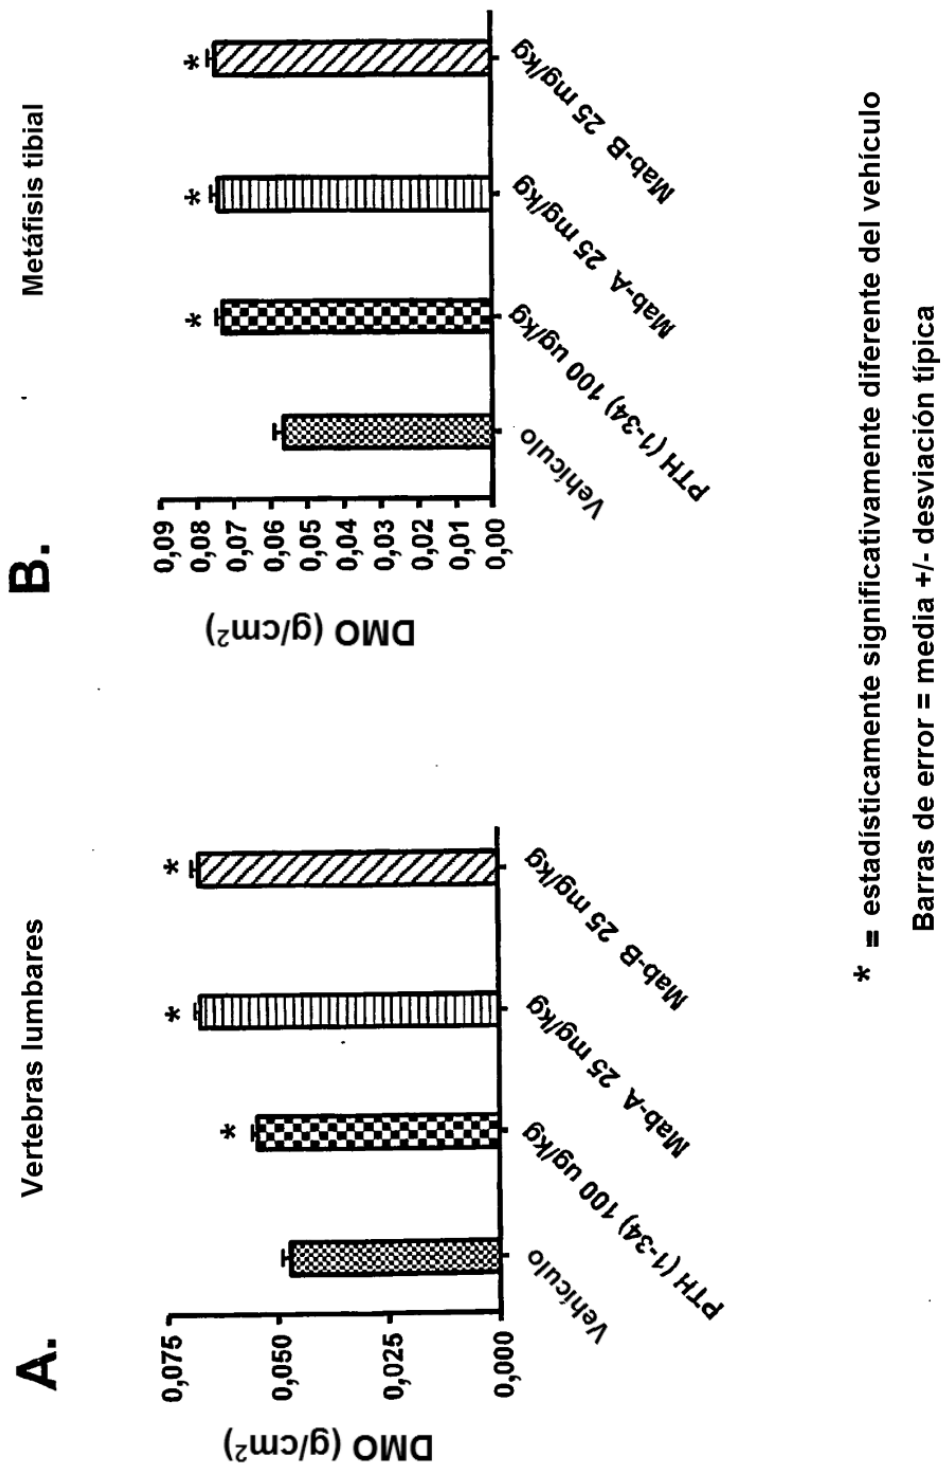 A.
Vertebras lumbares
DMO (g/cm²)
0,075
0,050
0,025
0,000
*
*
*
Vehículo
PTH (1-34) 100 ug/kg
Mab-A 25 mg/kg
Mab-B 25 mg/kg
B.
Metáfisis tibial
DMO (g/cm²)
0,09
0,08
0,07
0,06
0,05
0,04
0,03
0,02
0,01
0,00
*
*
*
Vehículo
PTH (1-34) 100 ug/kg
Mab-A 25 mg/kg
Mab-B 25 mg/kg
* = estadísticamente significativamente diferente del vehículo
Barras de error = media +/- desviación típica